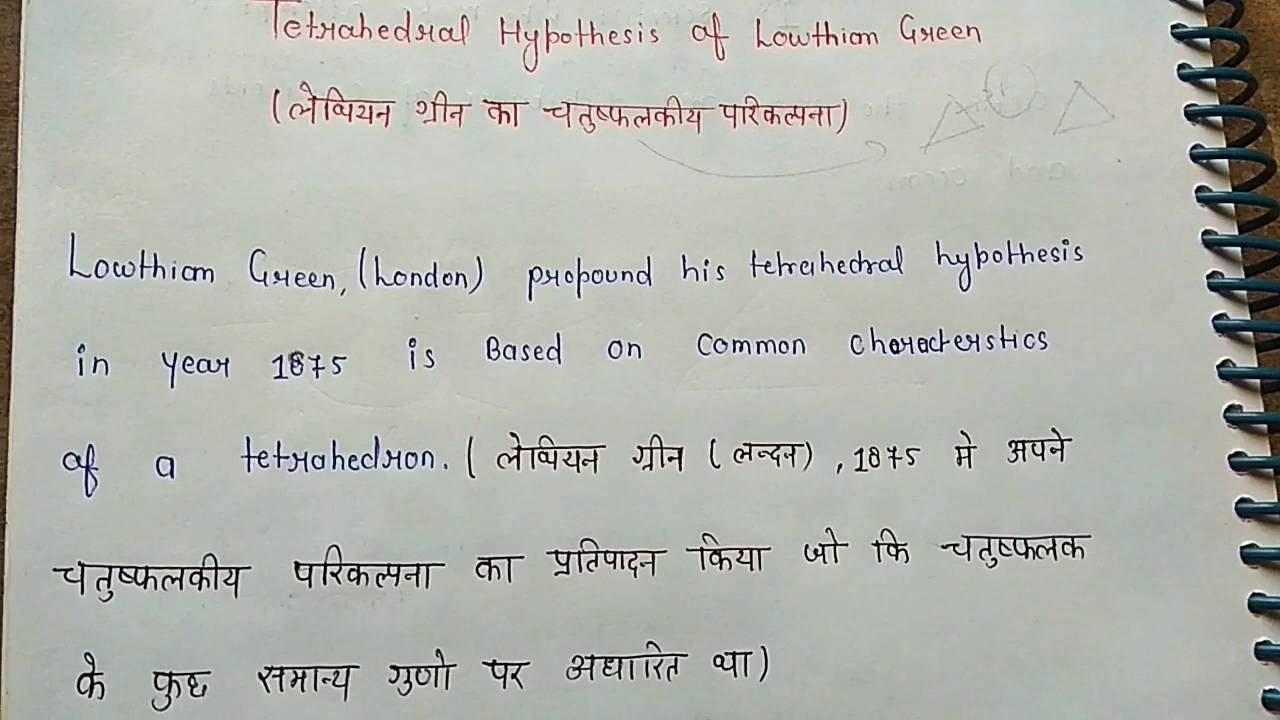 Tetrahedral Hypothesis of Lowthian Green
(लोथियन ग्रीन का चतुष्फलकीय परिकल्पना)
Lowthian Green, (London) propound his tetrahedral hypothesis
in year 1875 is Based on common characterstics
of a tetrahedron. ( लोथियन ग्रीन ( लन्दन) , 1875 मे अपने
चतुष्फलकीय परिकल्पना का प्रतिपादन किया जो कि चतुष्फलक
के कुछ समान्य गुणो पर अधारित था)